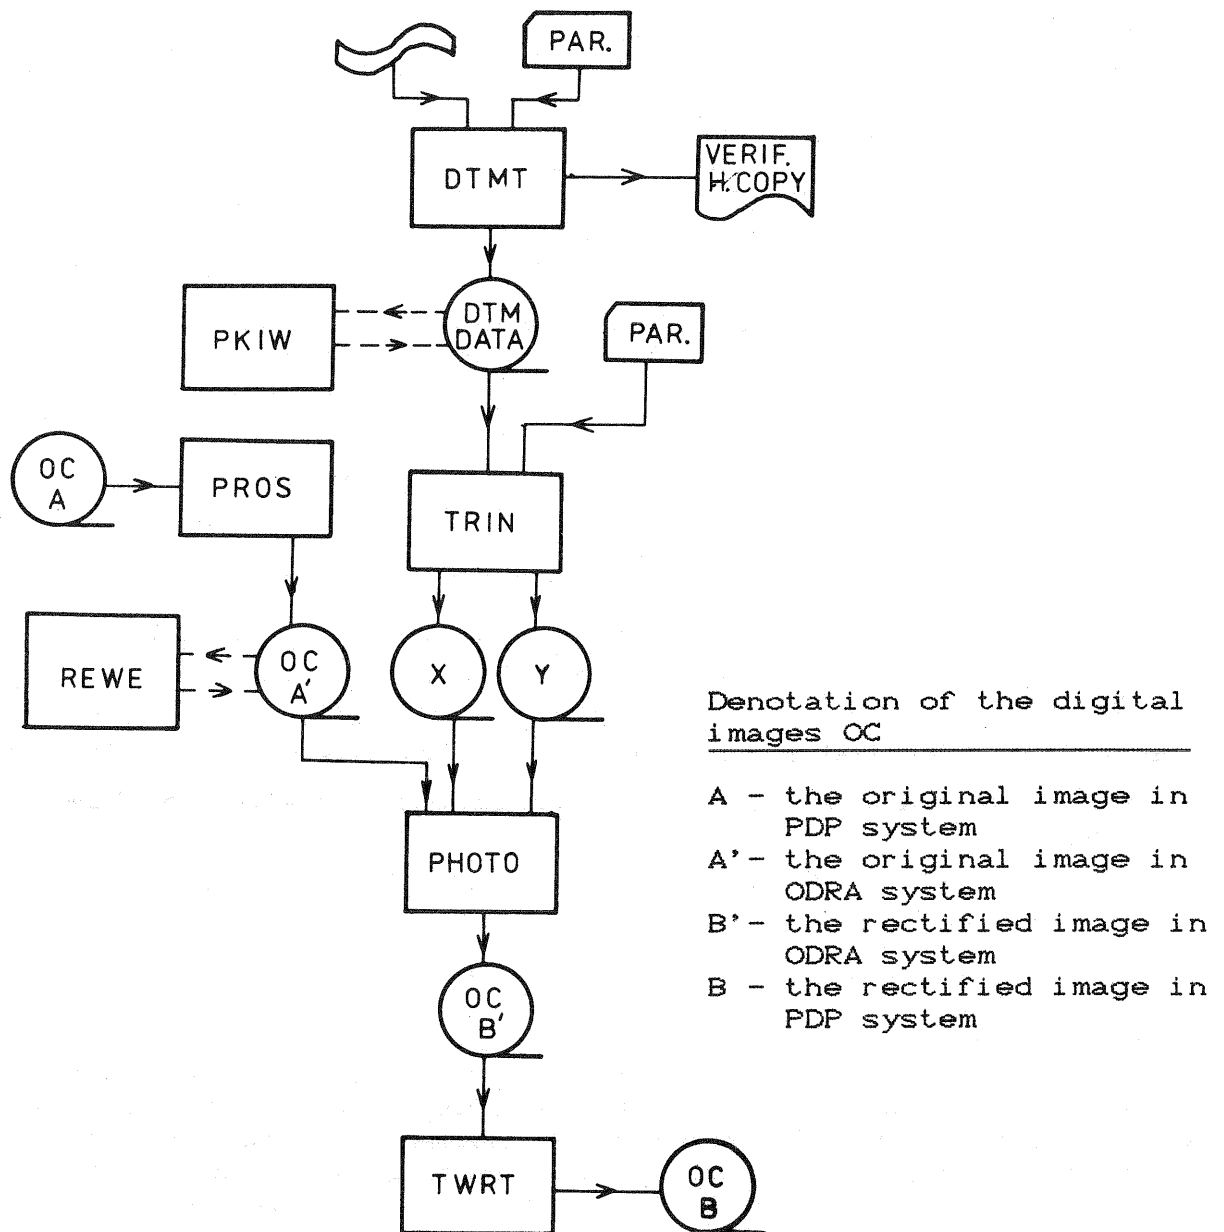 PAR.
DTMT
VERIF.
H.COPY
DTM
DATA
PKIW
PAR.
OC
A
PROS
TRIN
REWE
OC
A'
X
Y
Denotation of the digital
images OC
A - the original image in
PDP system
A'- the original image in
ODRA system
B'- the rectified image in
ODRA system
B - the rectified image in
PDP system
PHOTO
OC
B'
TWRT
OC
B